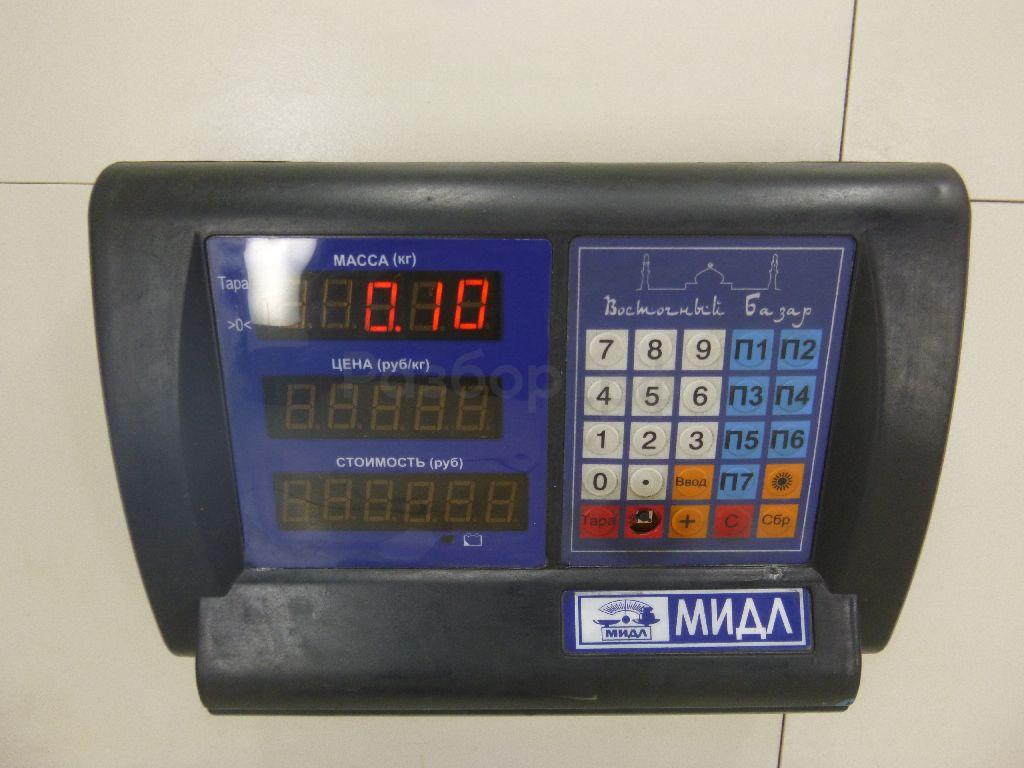 МАССА (кг)
Тара
0.10
>0<
ЦЕНА (руб/кг)
Разбор
СТОИМОСТЬ (руб)
Восточный Базар
7 8 9 П1 П2
4 5 6 П3 П4
1 2 3 П5 П6
0 . Ввод П7
Тара + С Сбр
МИДЛ МИДЛ